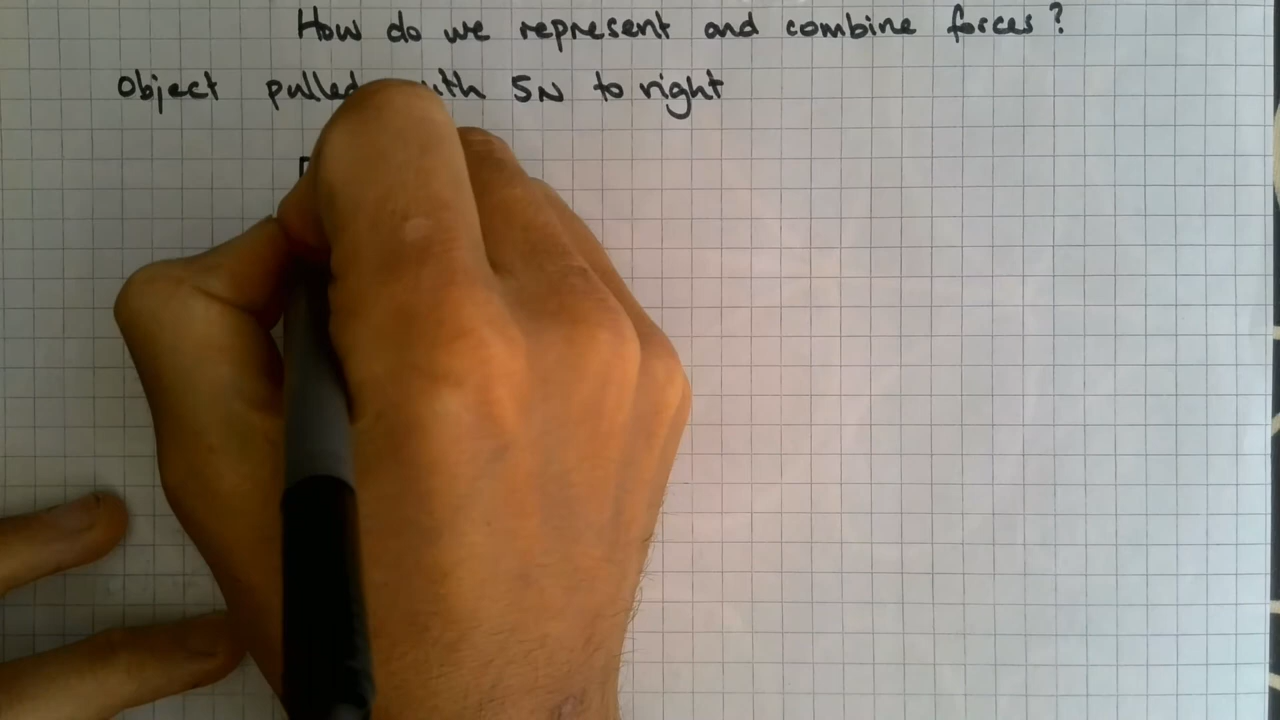 How do we represent and combine forces?
Object pulled with 5N to right